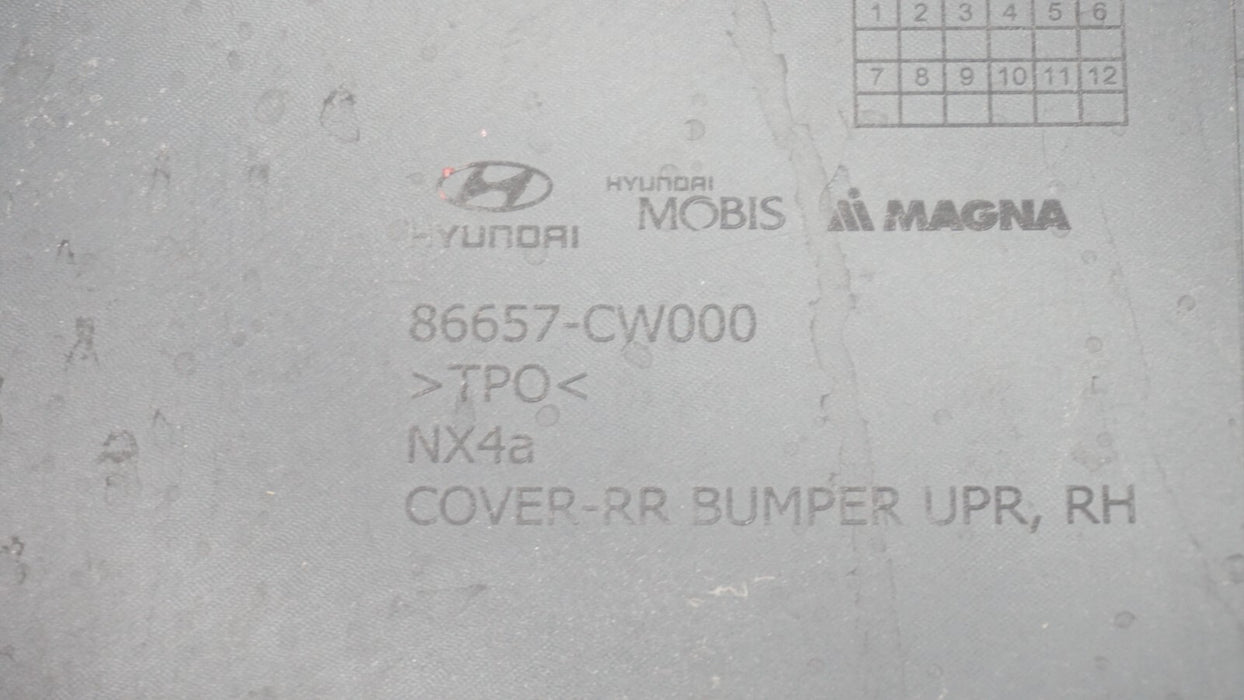 1 2 3 4 5 6
7 8 9 10 11 12
HYUNDAI
HYUNDAI
MOBIS
MAGNA
86657-CW000
>TPO<
NX4a
COVER-RR BUMPER UPR, RH